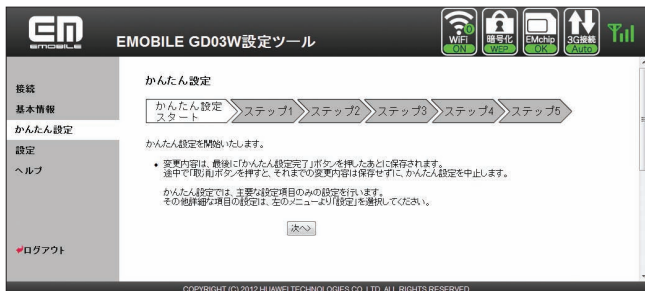 EM
EMOBILE
EMOBILE GD03W設定ツール
WiFi
ON
暗号化
WEP
EMchip
OK
3G接続
Auto
接続
基本情報
かんたん設定
設定
ヘルプ
ログアウト
かんたん設定
かんたん設定
スタート
ステップ1
ステップ2
ステップ3
ステップ4
ステップ5
かんたん設定を開始いたします。
• 変更内容は、最後に「かんたん設定完了」ボタンを押したあとに保存されます。
途中で「取消」ボタンを押すと、それまでの変更内容は保存せずに、かんたん設定を中止します。
かんたん設定では、主要な設定項目のみの設定を行います。
その他詳細な項目の設定は、左のメニューより「設定」を選択してください。
次へ>
COPYRIGHT (C) 2012 HUAWEI TECHNOLOGIES CO., LTD. ALL RIGHTS RESERVED.